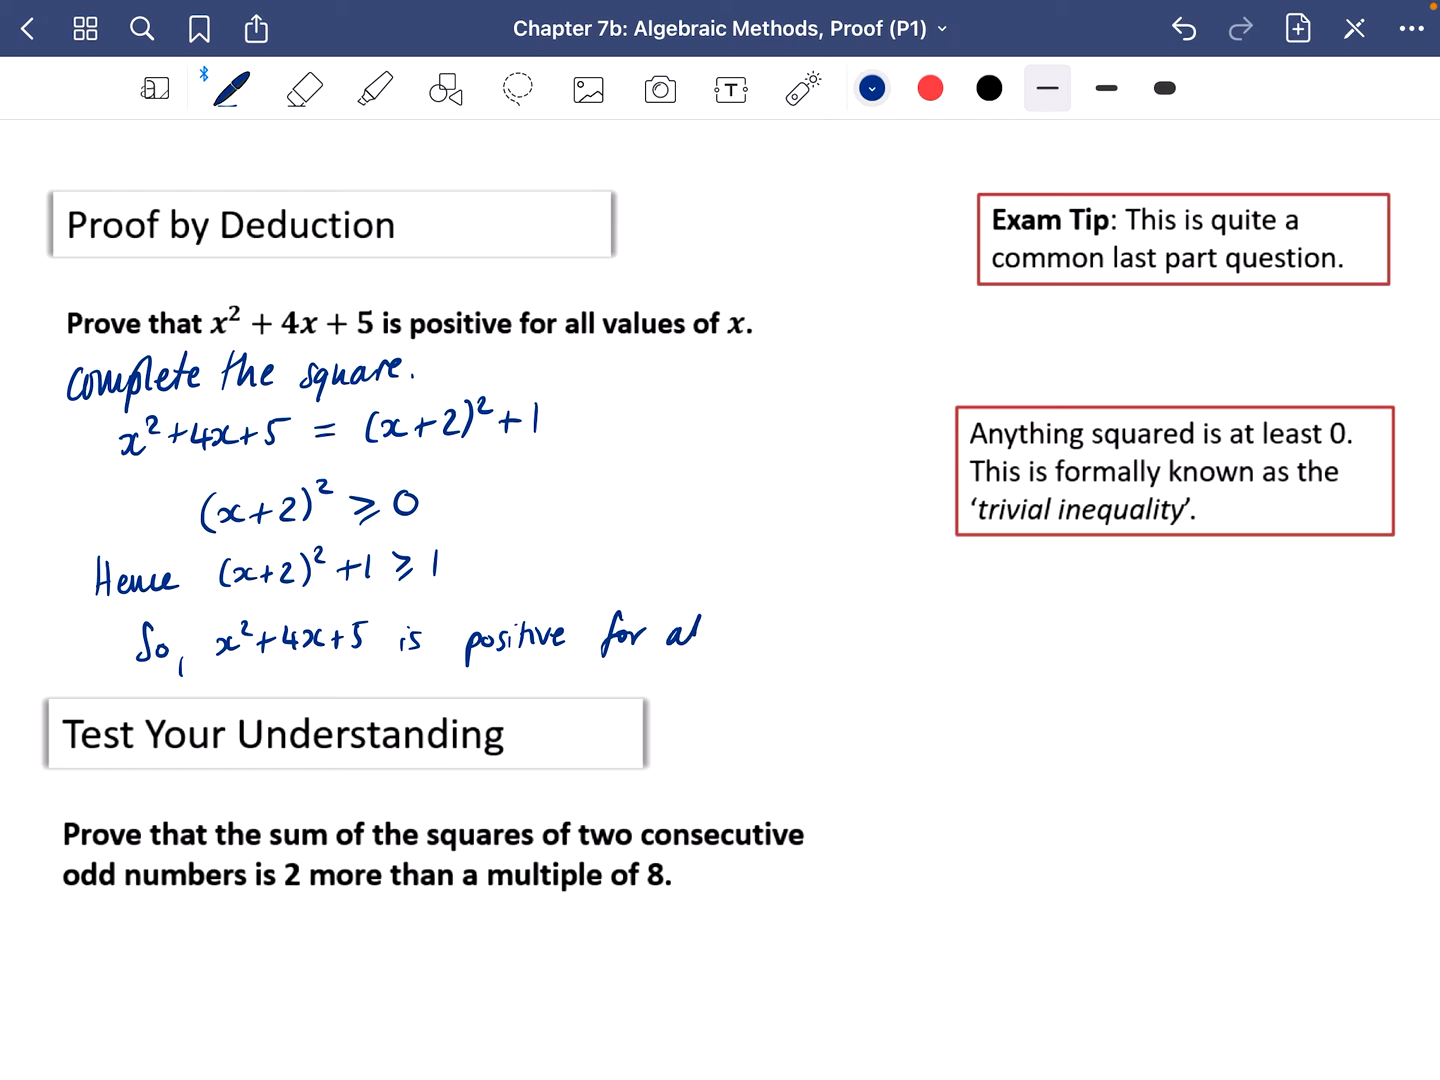 Chapter 7b: Algebraic Methods, Proof (P1)
Proof by Deduction
Exam Tip: This is quite a
common last part question.
Prove that x² + 4x + 5 is positive for all values of x.
Complete the square.
x²+4x+5 = (x+2)²+1
Anything squared is at least 0.
This is formally known as the
‘trivial inequality’.
(x+2)² ⩾ 0
Hence (x+2)² +1 ⩾ 1
So, x²+4x+5 is positive for al
Test Your Understanding
Prove that the sum of the squares of two consecutive
odd numbers is 2 more than a multiple of 8.